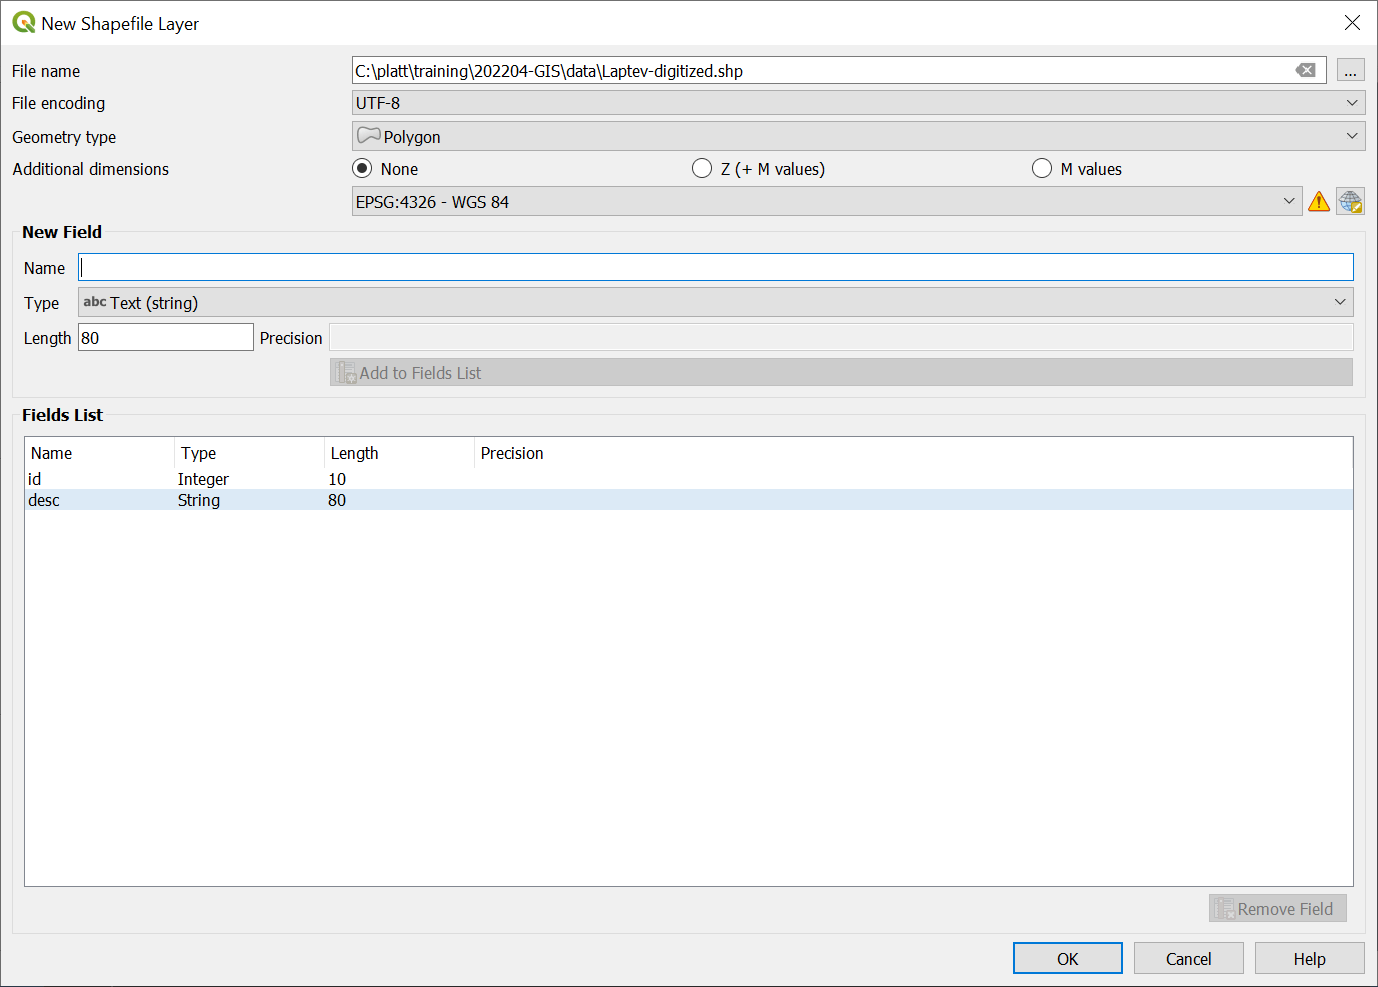 New Shapefile Layer
File name C:\platt\training\202204-GIS\data\Laptev-digitized.shp ...
File encoding UTF-8
Geometry type Polygon
Additional dimensions None Z (+ M values) M values
EPSG:4326 - WGS 84
New Field
Name
Type abc Text (string)
Length 80 Precision
Add to Fields List
Fields List
Name Type Length Precision
id Integer 10
desc String 80
Remove Field
OK Cancel Help